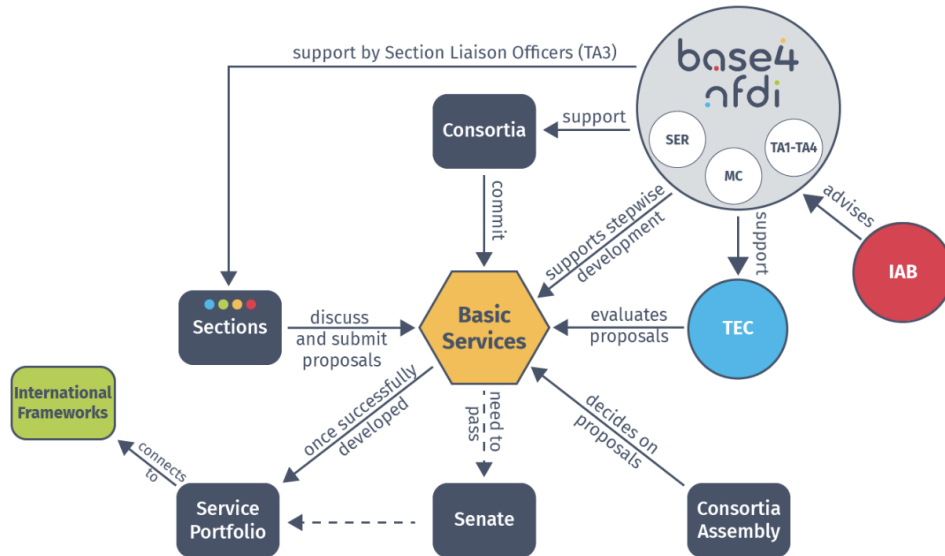 support by Section Liaison Officers (TA3)
base4
nfdi
SER
MC
TA1-TA4
Consortia
support
commit
supports stepwise
development
support
advises
IAB
Sections
discuss
and submit
proposals
Basic
Services
evaluates
proposals
TEC
International
Frameworks
connects
to
once successfully
developed
need to
pass
decides on
proposals
Service
Portfolio
Senate
Consortia
Assembly